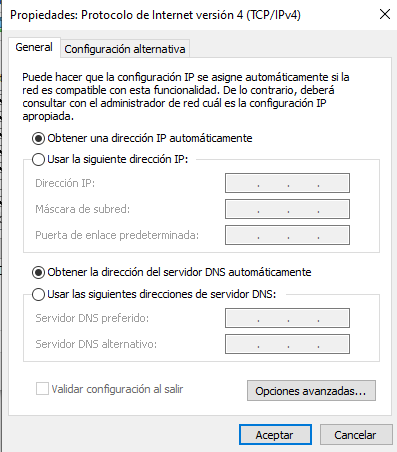 Propiedades: Protocolo de Internet versión 4 (TCP/IPv4)
General
Configuración alternativa
Puede hacer que la configuración IP se asigne automáticamente si la
red es compatible con esta funcionalidad. De lo contrario, deberá
consultar con el administrador de red cuál es la configuración IP
apropiada.
Obtener una dirección IP automáticamente
Usar la siguiente dirección IP:
Dirección IP:
Máscara de subred:
Puerta de enlace predeterminada:
Obtener la dirección del servidor DNS automáticamente
Usar las siguientes direcciones de servidor DNS:
Servidor DNS preferido:
Servidor DNS alternativo:
Validar configuración al salir
Opciones avanzadas...
Aceptar
Cancelar